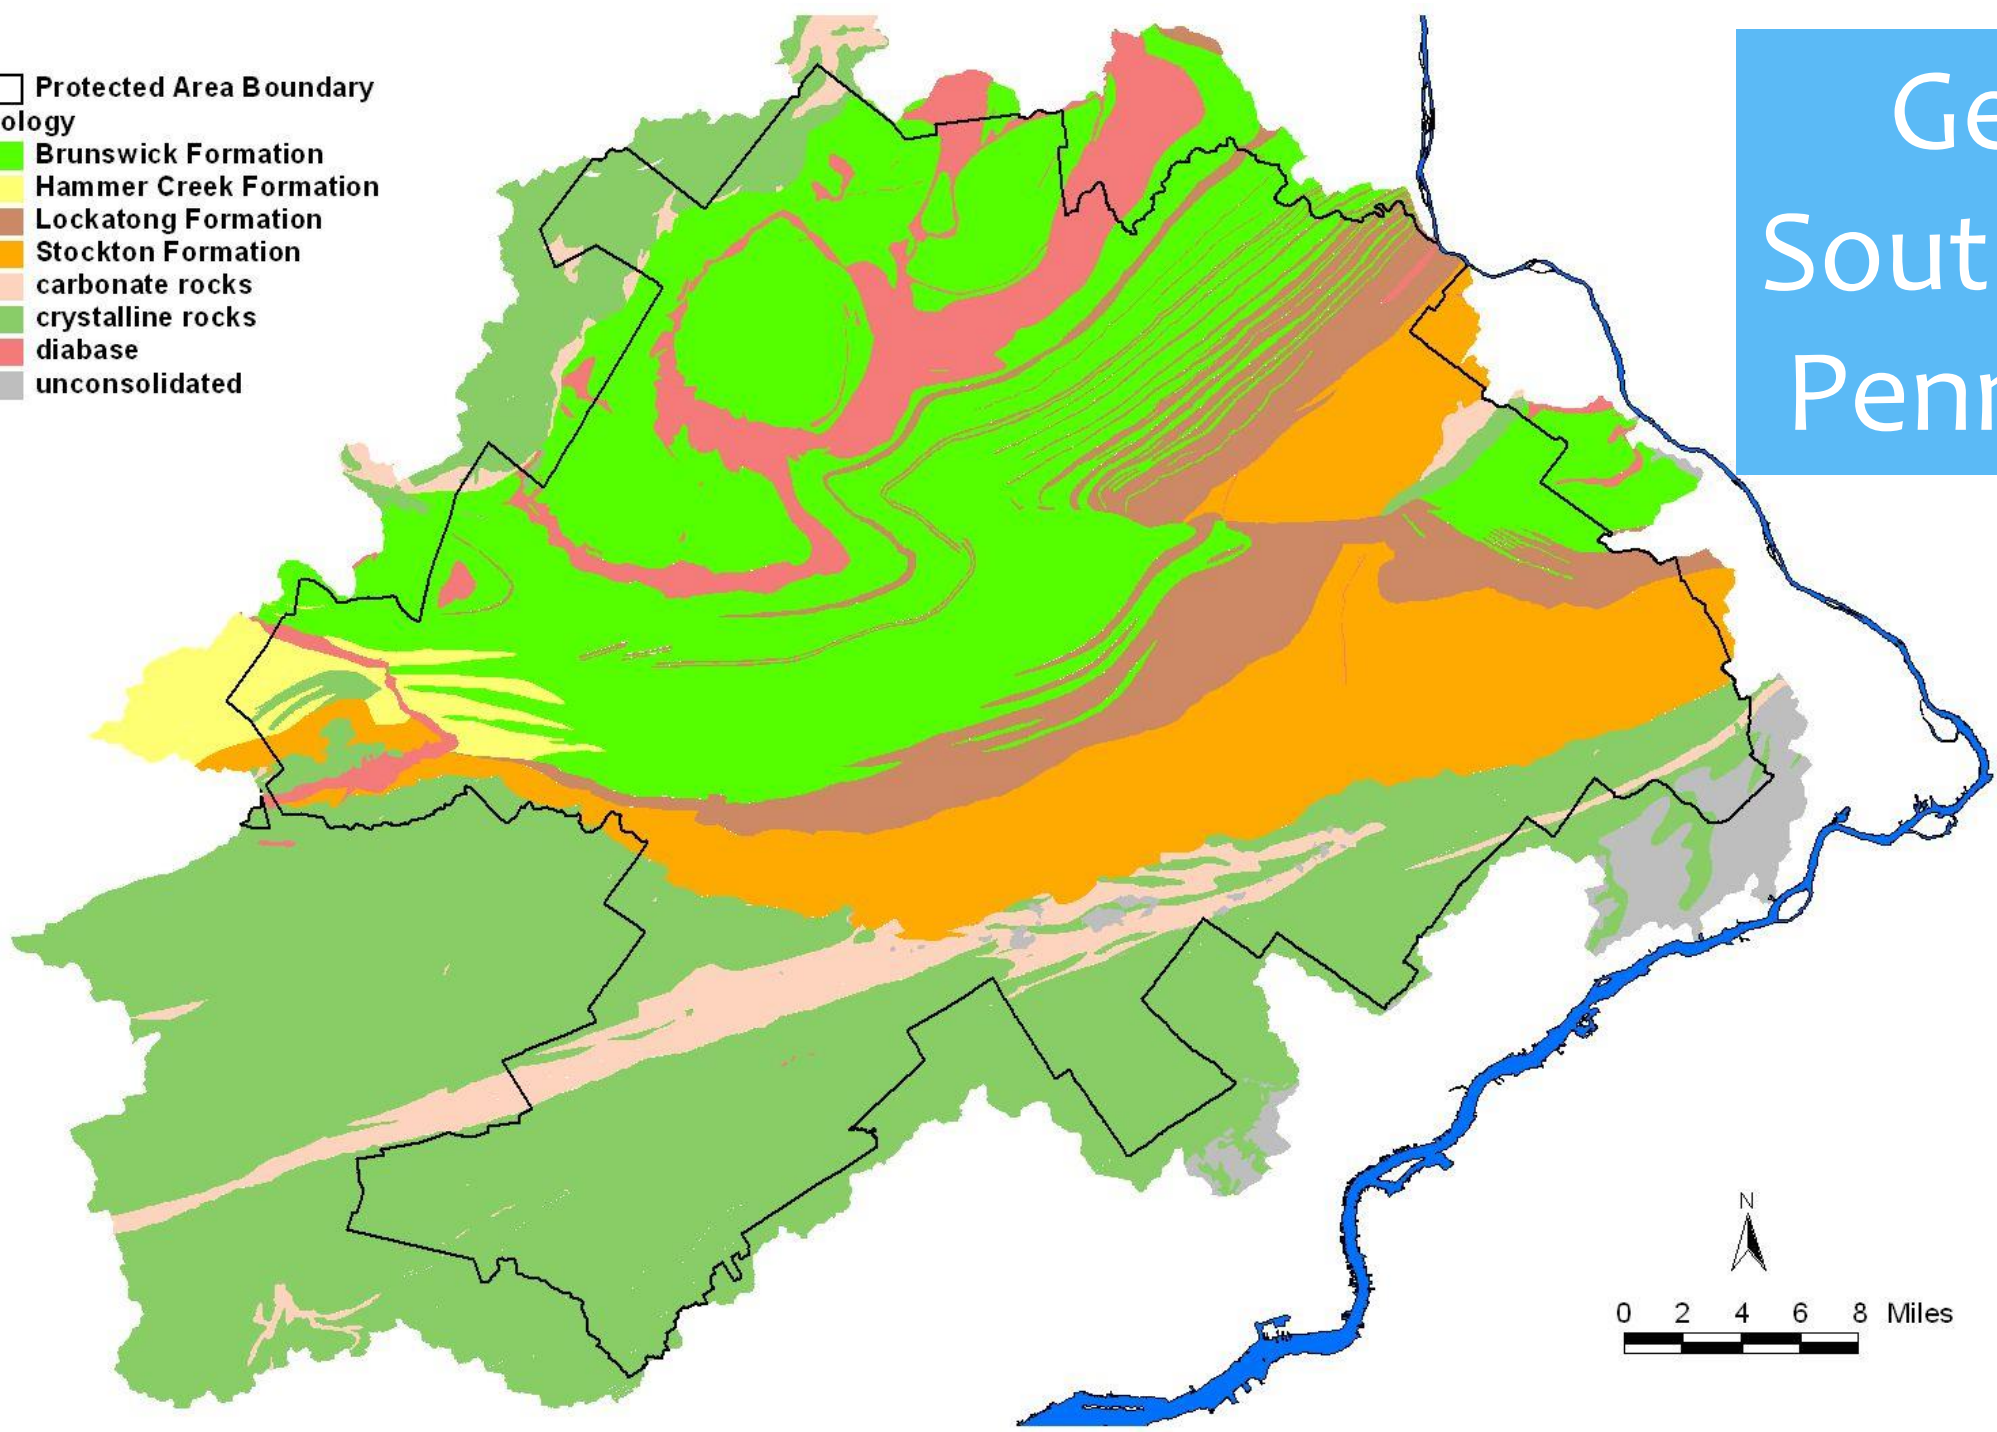 Protected Area Boundary
ology
Brunswick Formation
Hammer Creek Formation
Lockatong Formation
Stockton Formation
carbonate rocks
crystalline rocks
diabase
unconsolidated
Ge
Sout
Penn
N
0 2 4 6 8 Miles